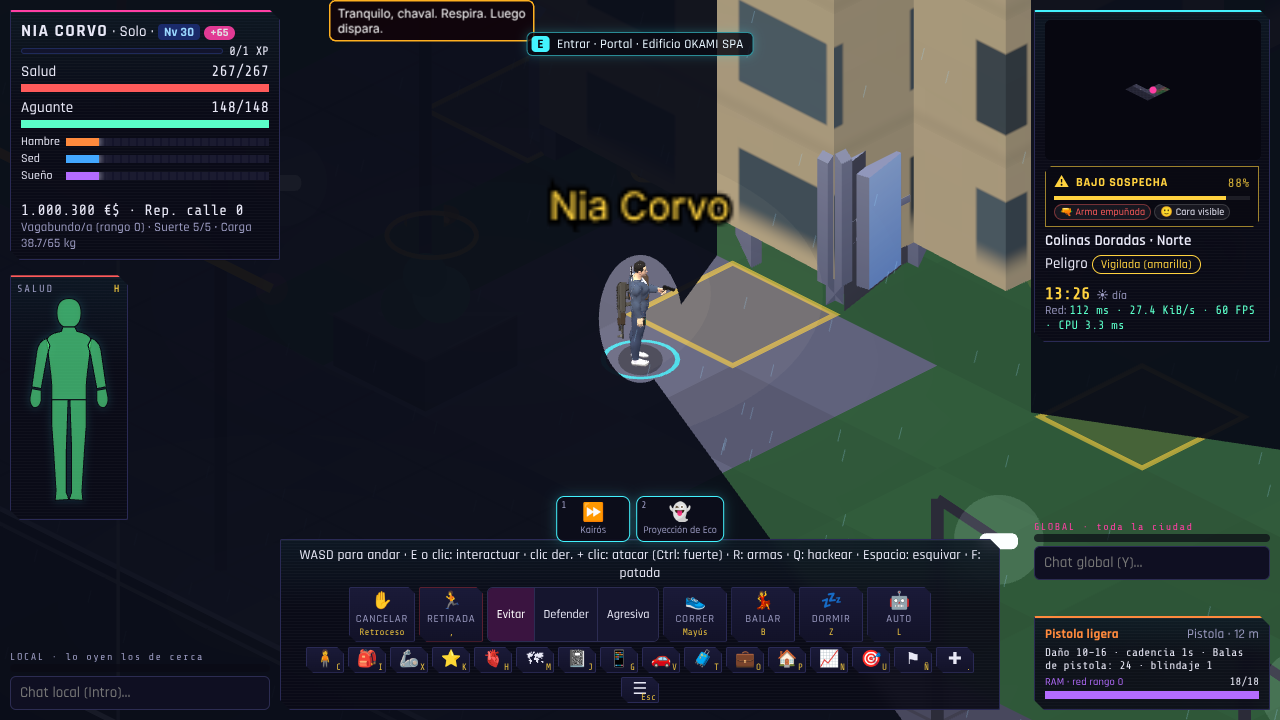 NIA CORVO · Solo · Nv 30 +65
0/1 XP
Salud 267/267
Aguante 148/148
Hambre
Sed
Sueño
1.000.300 €$ · Rep. calle 0
Vagabundo/a (rango 0) · Suerte 5/5 · Carga
38.7/65 kg
SALUD H
Tranquilo, chaval. Respira. Luego
dispara.
E Entrar · Portal · Edificio OKAMI SPA
Nia Corvo
BAJO SOSPECHA 88%
Arma empuñada Cara visible
Colinas Doradas · Norte
Peligro Vigilada (amarilla)
13:26 día
Red: 112 ms · 27.4 KiB/s · 60 FPS
· CPU 3.3 ms
1 Kairós
2 Proyección de Eco
WASD para andar · E o clic: interactuar · clic der. + clic: atacar (Ctrl: fuerte) · R: armas · Q: hackear · Espacio: esquivar · F:
patada
CANCELAR RETIRADA Evitar Defender Agresiva CORRER BAILAR DORMIR AUTO
Retroceso , Mayús B Z L
C I X K H M J G V T O P N U Ñ .
Esc
LOCAL · lo oyen los de cerca
Chat local (Intro)...
GLOBAL · toda la ciudad
Chat global (Y)...
Pistola ligera Pistola · 12 m
Daño 10-16 · cadencia 1s · Balas
de pistola: 24 · blindaje 1
RAM · red rango 0 18/18